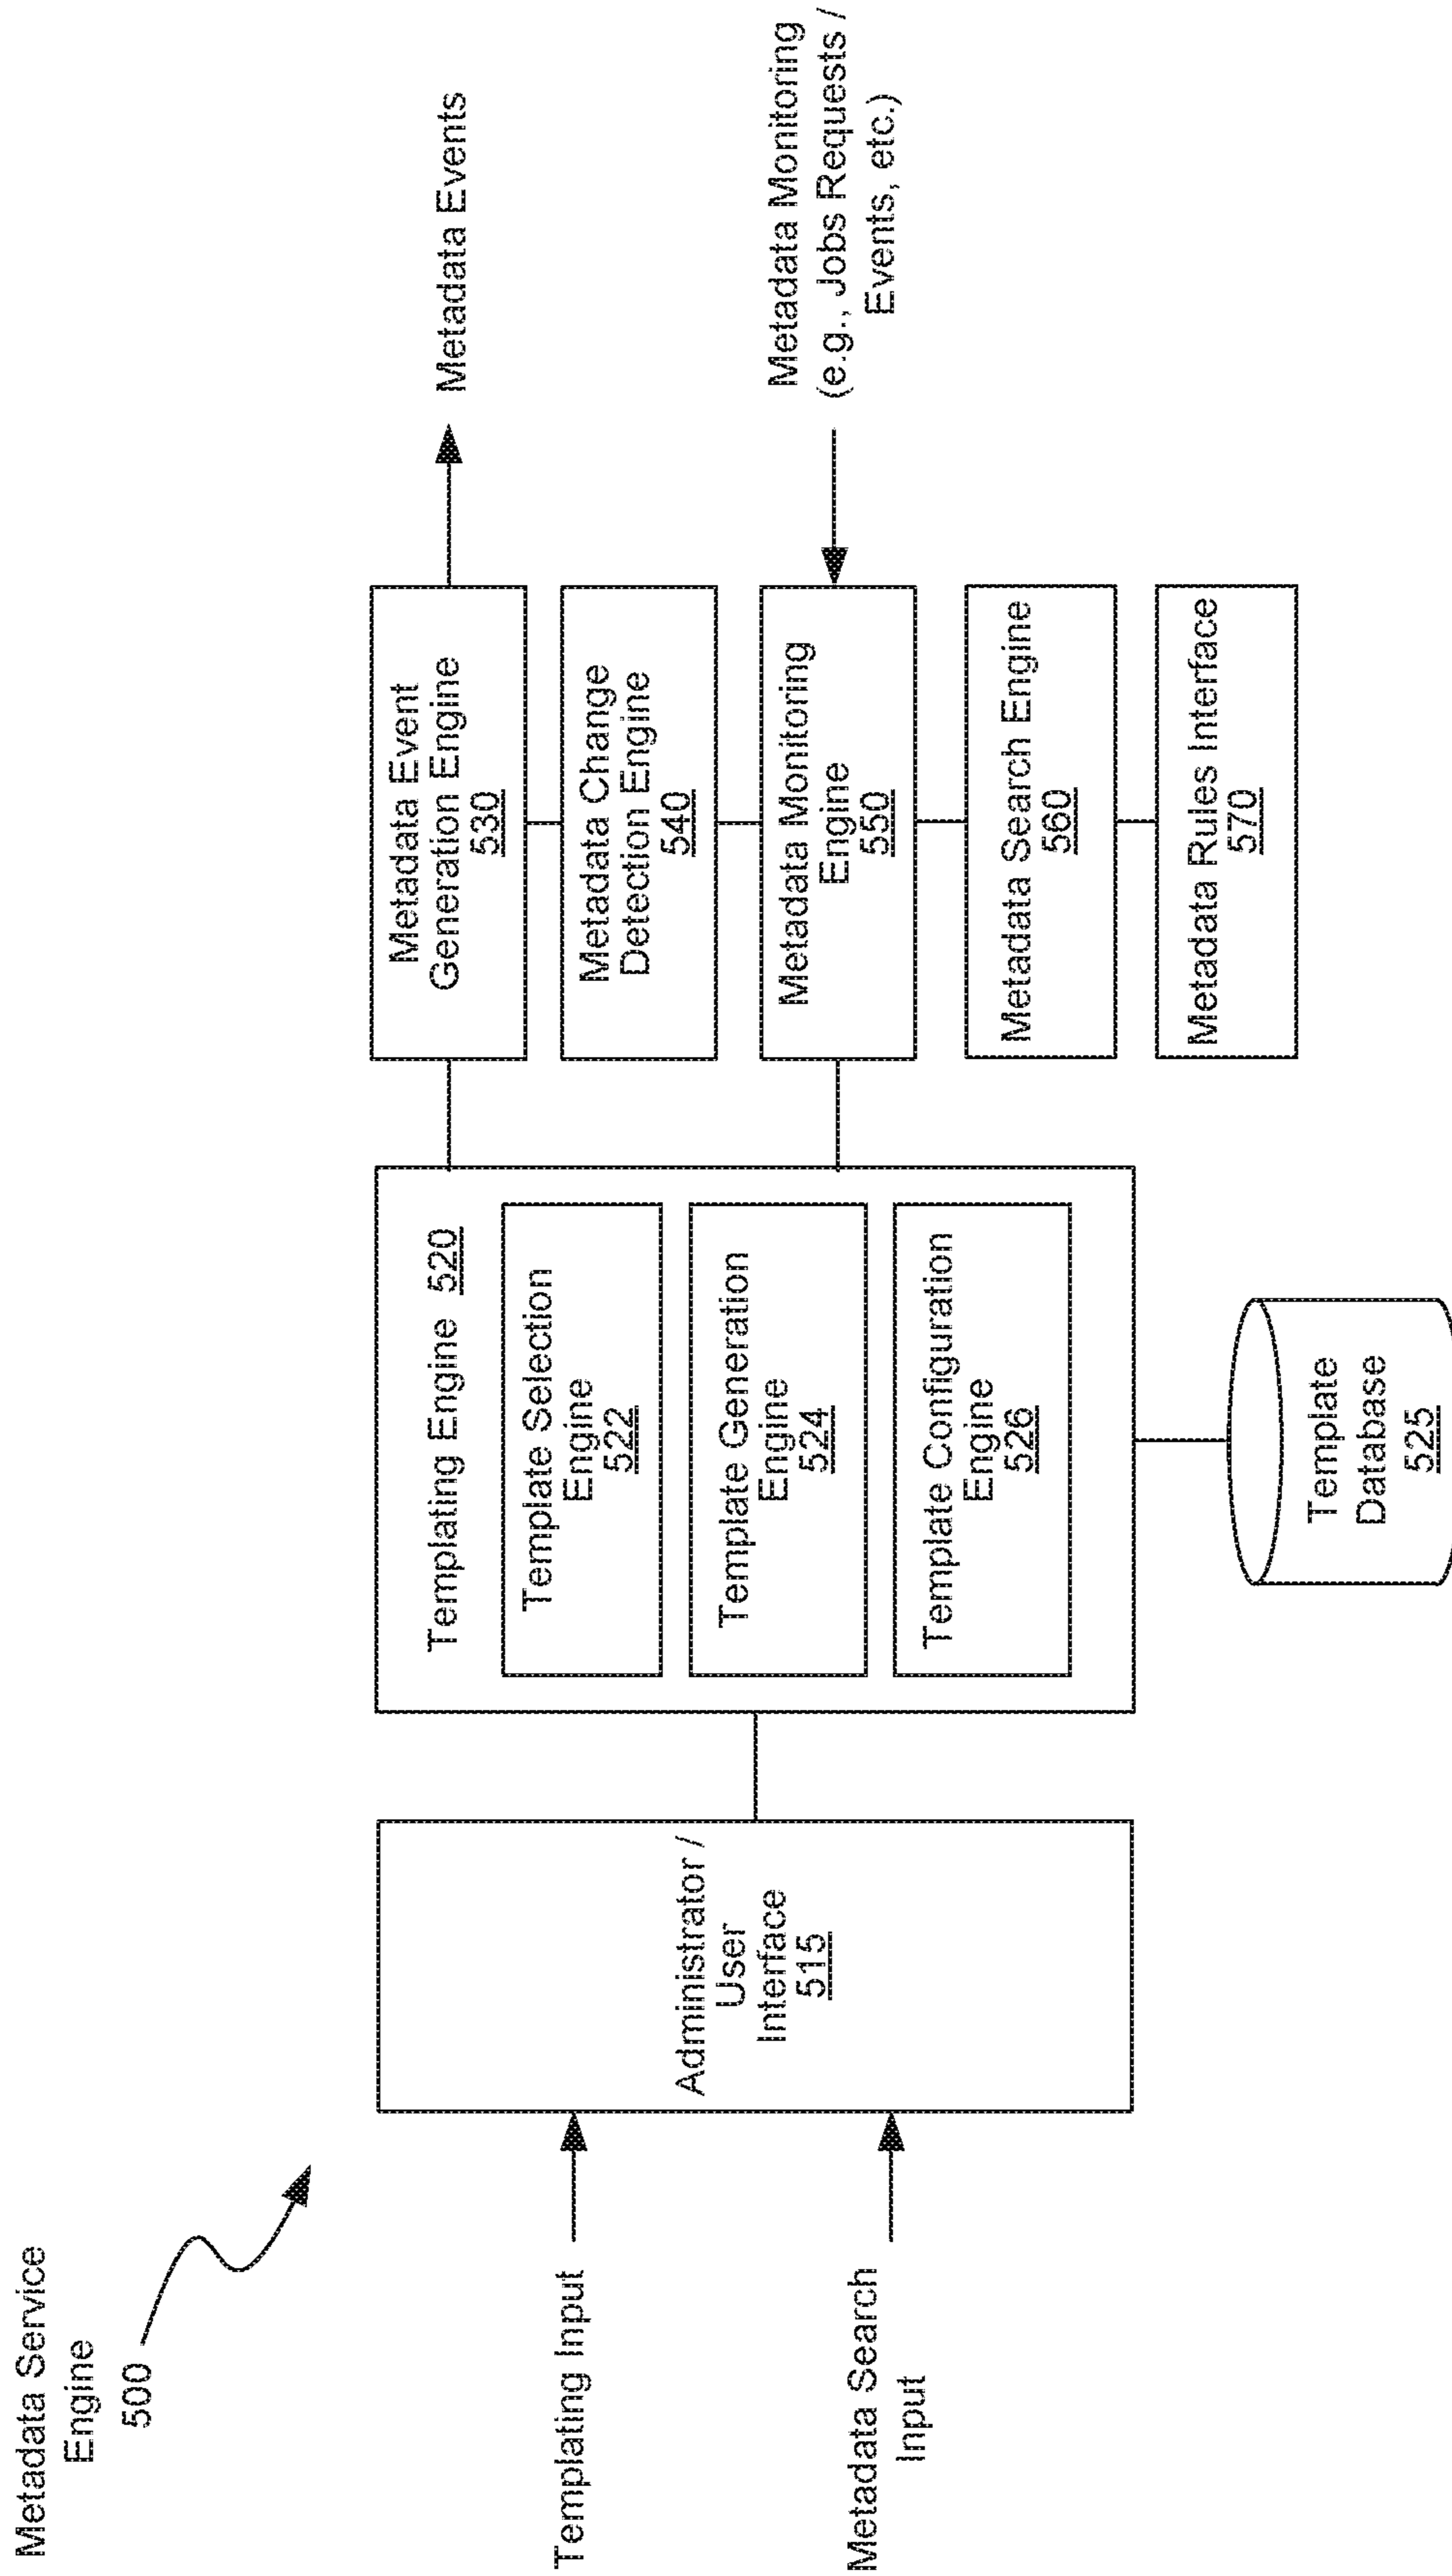 Metadata Service
Engine
500
Templating Input
Metadata Search
Input
Administrator /
User
Interface
515
Templating Engine 520
Template Selection
Engine
522
Template Generation
Engine
524
Template Configuration
Engine
526
Template
Database
525
Metadata Event
Generation Engine
530
Metadata Change
Detection Engine
540
Metadata Monitoring
Engine
550
Metadata Search Engine
560
Metadata Rules Interface
570
Metadata Events
Metadata Monitoring
(e.g., Jobs Requests /
Events, etc.)